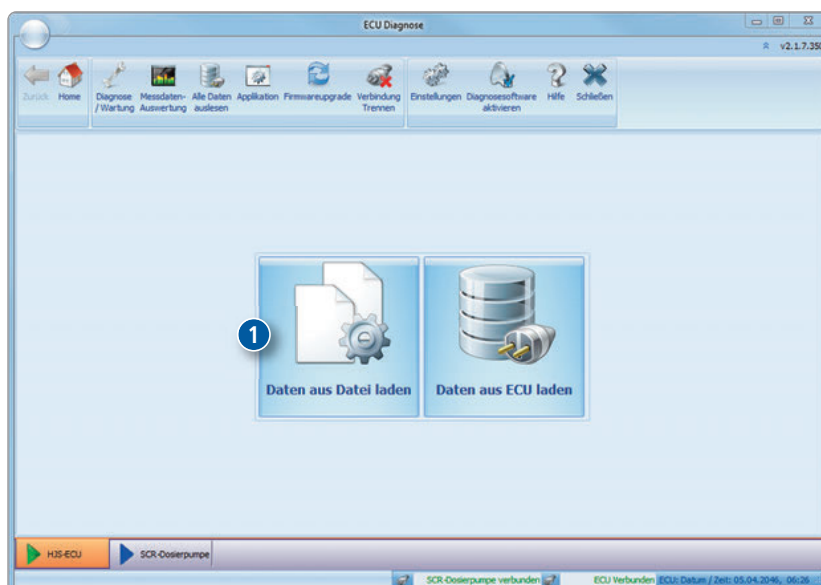 ECU Diagnose
v2.1.7.350
Zurück Home Diagnose / Wartung Messdaten-Auswertung Alle Daten auslesen Applikation Firmwareupgrade Verbindung Trennen Einstellungen Diagnosesoftware aktivieren Hilfe Schließen
1
Daten aus Datei laden Daten aus ECU laden
HJS-ECU SCR-Dosierpumpe
SCR-Dosierpumpe verbunden ECU Verbunden ECU: Datum / Zeit: 05.04.2046, 06:26